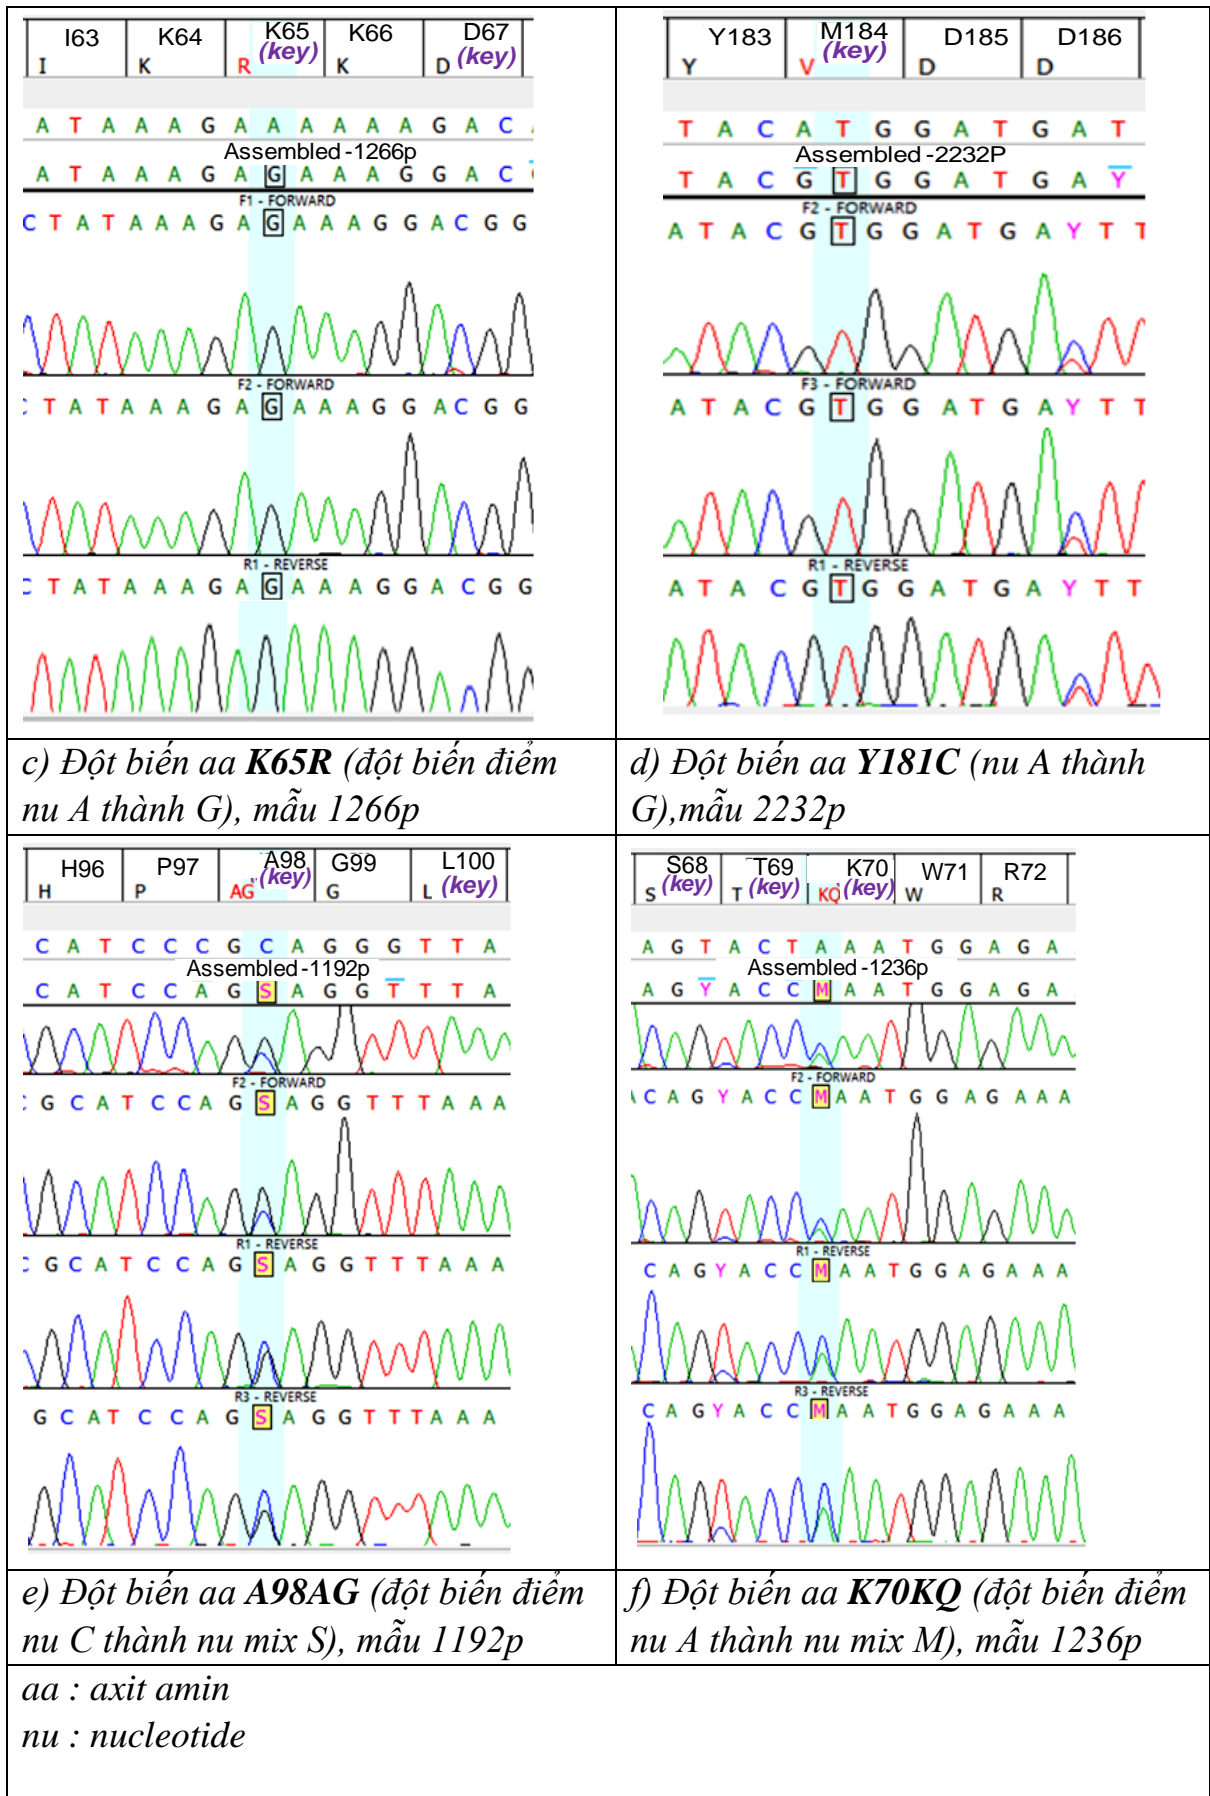 I63 K64 K65 K66 D67
(key) (key)
I K R K D
A T A A A G A A A A A A G A C
Assembled -1266p
A T A A A G A G A A A G G A C
F1 - FORWARD
C T A T A A A G A G A A A G G A C G G
F2 - FORWARD
T A T A A A G A G A A A G G A C G G
R1 - REVERSE
C T A T A A A G A G A A A G G A C G G
Y183 M184 D185 D186
(key)
Y V D D
T A C A T G G A T G A T
Assembled -2232P
T A C G T G G A T G A Y
F2 - FORWARD
A T A C G T G G A T G A Y T T
F3 - FORWARD
A T A C G T G G A T G A Y T T
R1 - REVERSE
A T A C G T G G A T G A Y T T
c) Đột biến aa K65R (đột biến điểm
nu A thành G), mẫu 1266p
d) Đột biến aa Y181C (nu A thành
G),mẫu 2232p
H96 P97 A98 G99 L100
(key) (key)
H P AG G L
C A T C C C G C A G G G T T A
Assembled -1192p
C A T C C A G S A G G T T T A
F2 - FORWARD
C G C A T C C A G S A G G T T T A A A
R1 - REVERSE
C G C A T C C A G S A G G T T T A A A
R3 - REVERSE
G C A T C C A G S A G G T T T A A A
S68 T69 K70 W71 R72
(key) (key) (key)
S T KQ W R
A G T A C T A A A T G G A G A
Assembled -1236p
A G Y A C C M A A T G G A G A
F2 - FORWARD
C A G Y A C C M A A T G G A G A A A
R1 - REVERSE
C A G Y A C C M A A T G G A G A A A
R3 - REVERSE
C A G Y A C C M A A T G G A G A A A
e) Đột biến aa A98AG (đột biến điểm
nu C thành nu mix S), mẫu 1192p
f) Đột biến aa K70KQ (đột biến điểm
nu A thành nu mix M), mẫu 1236p
aa : axit amin
nu : nucleotide